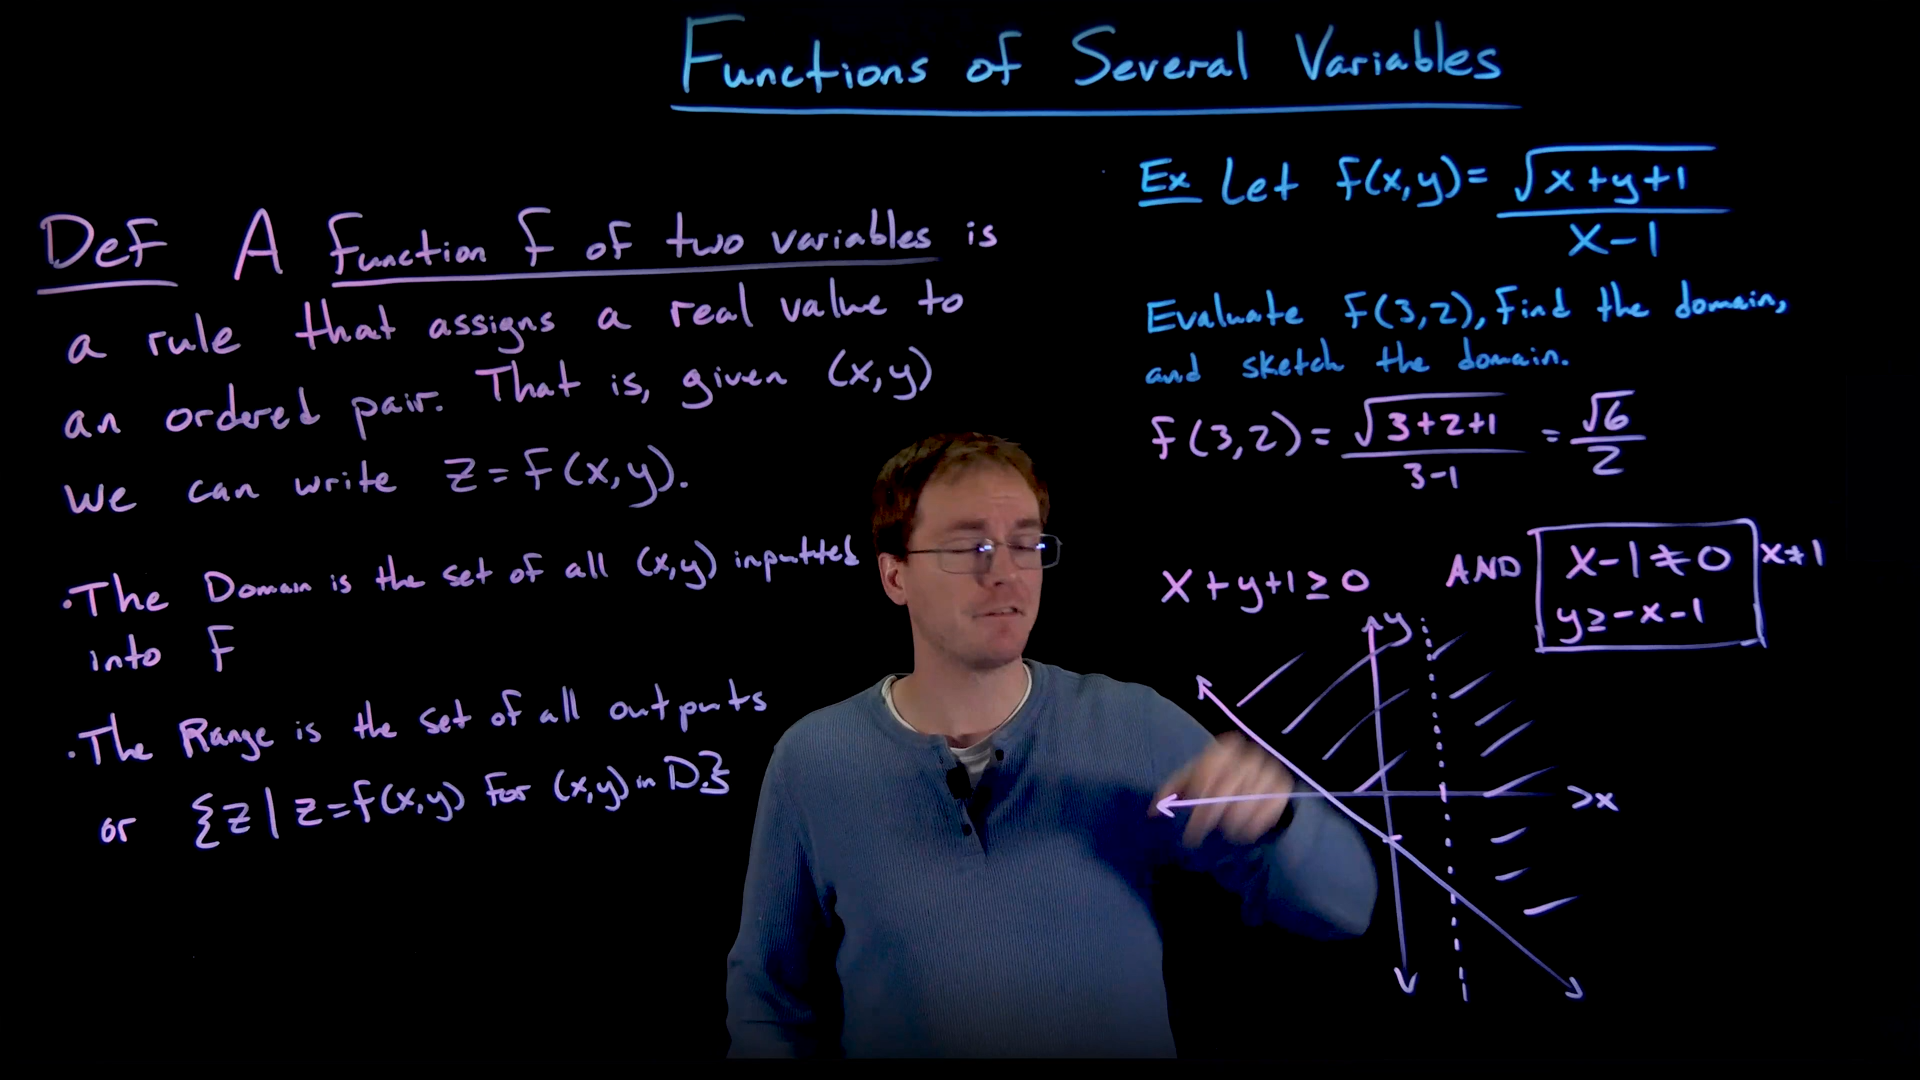 Functions of Several Variables
Def A function f of two variables is
a rule that assigns a real value to
an ordered pair. That is, given (x,y)
we can write z=f(x,y).
•The Domain is the set of all (x,y) inputted
into f
•The Range is the set of all outputs
or {z|z=f(x,y) for (x,y) in D.}
Ex Let f(x,y)= √(x+y+1) / (x-1)
Evaluate f(3,2), find the domain,
and sketch the domain.
f(3,2)= √(3+2+1) / (3-1) = √6 / 2
x+y+1≥0 AND x-1≠0 x≠1
y≥-x-1
y
x